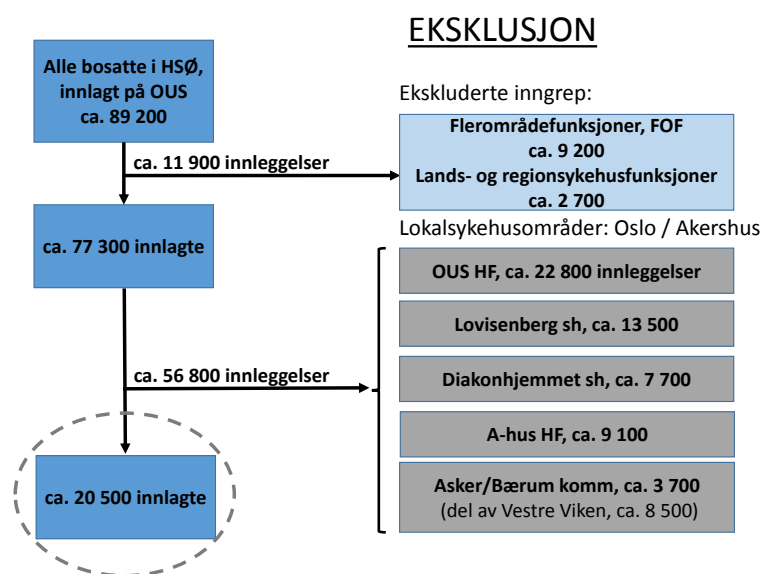 EKSKLUSJON
Alle bosatte i HSØ,
innlagt på OUS
ca. 89 200
Ekskluderte inngrep:
Flerområdefunksjoner, FOF
ca. 9 200
Lands- og regionsykehusfunksjoner
ca. 2 700
ca. 11 900 innleggelser
ca. 77 300 innlagte
Lokalsykehusområder: Oslo / Akershus
OUS HF, ca. 22 800 innleggelser
Lovisenberg sh, ca. 13 500
ca. 56 800 innleggelser
Diakonhjemmet sh, ca. 7 700
A-hus HF, ca. 9 100
ca. 20 500 innlagte
Asker/Bærum komm, ca. 3 700
(del av Vestre Viken, ca. 8 500)